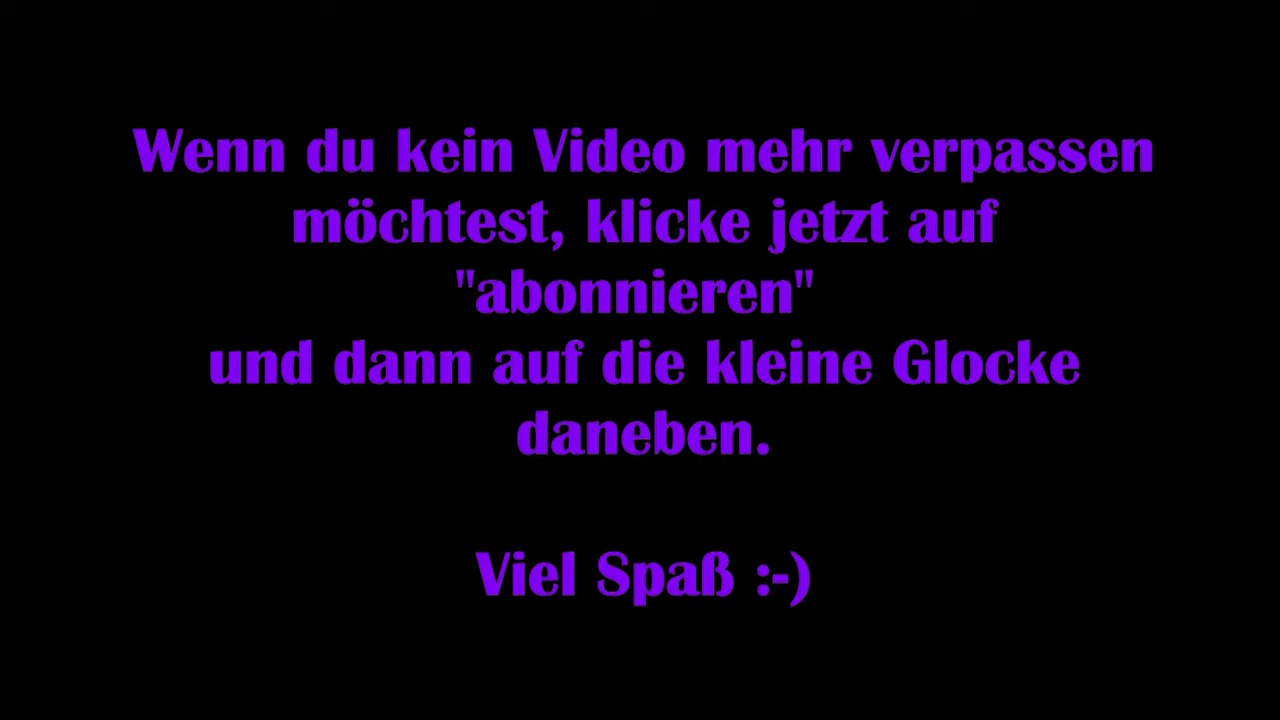 Wenn du kein Video mehr verpassen
möchtest, klicke jetzt auf
"abonnieren"
und dann auf die kleine Glocke
daneben.
Viel Spaß :-)